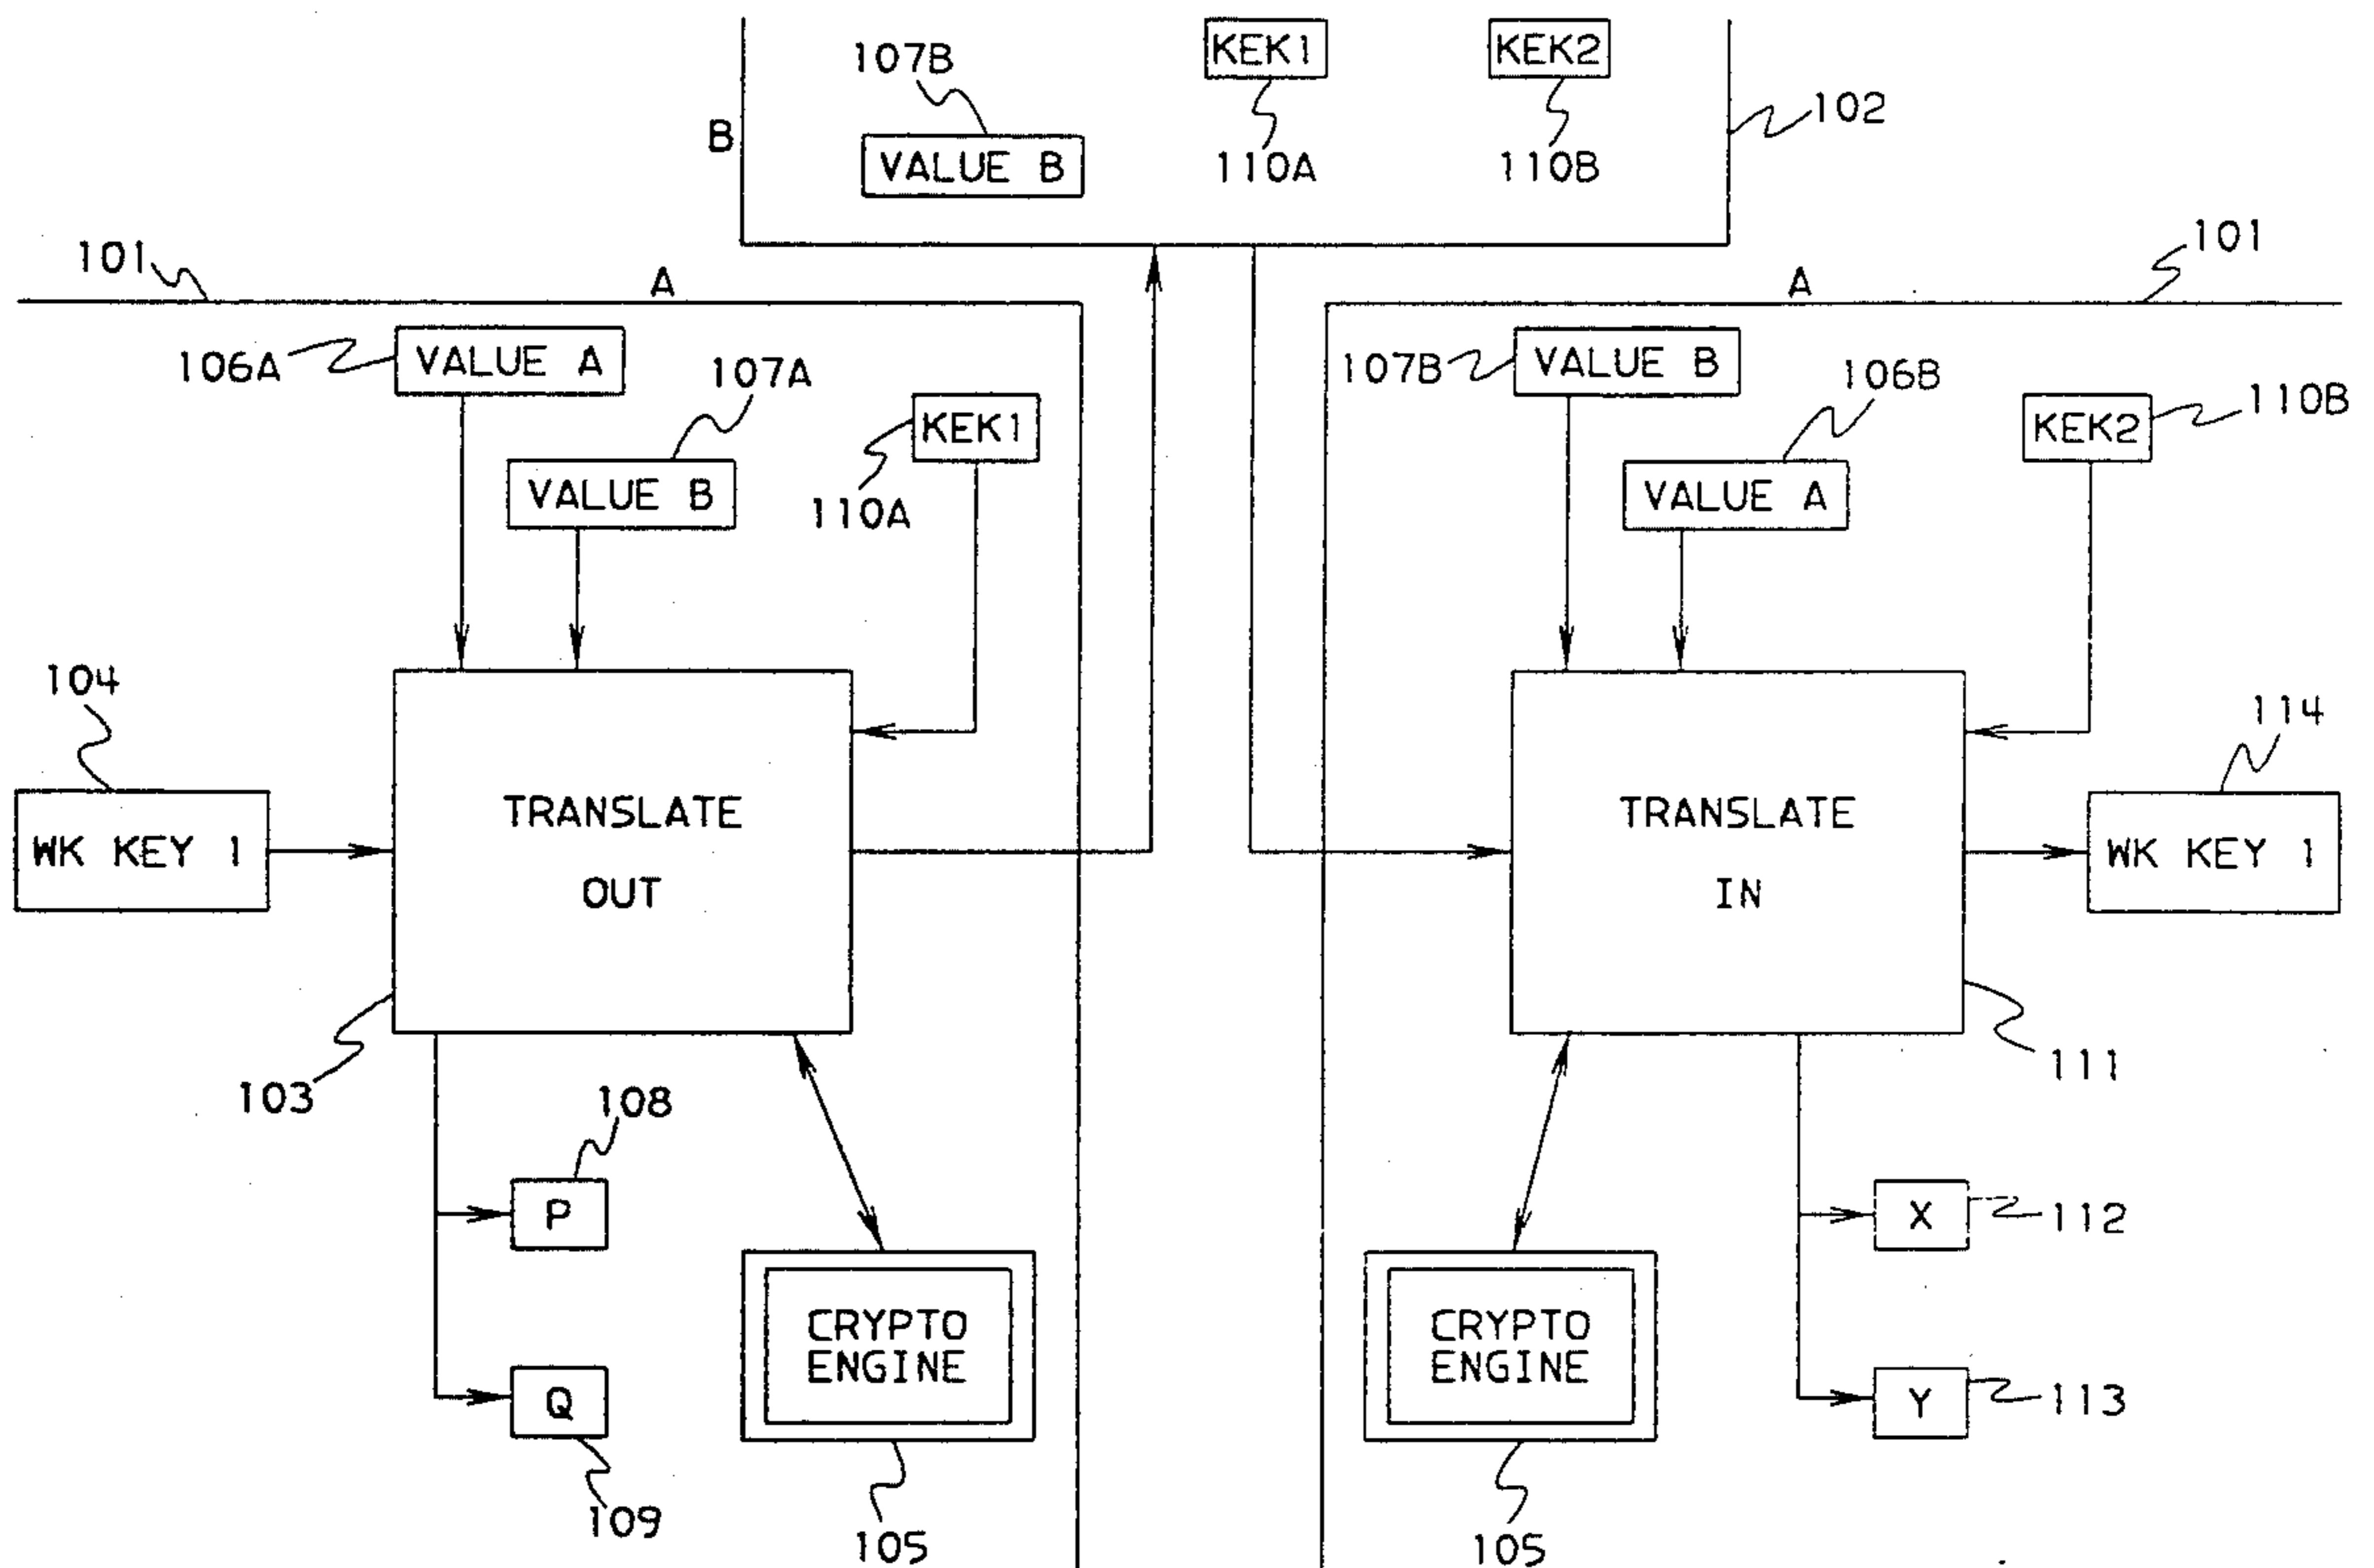 107B
KEK1
KEK2
B
VALUE B
110A
110B
102
101
A
A
101
106A
VALUE A
107A
KEK1
VALUE B
110A
107B
VALUE B
106B
KEK2
110B
VALUE A
104
WK KEY 1
TRANSLATE
OUT
TRANSLATE
IN
114
WK KEY 1
103
111
108
P
Q
109
CRYPTO
ENGINE
105
CRYPTO
ENGINE
105
X
112
Y
113